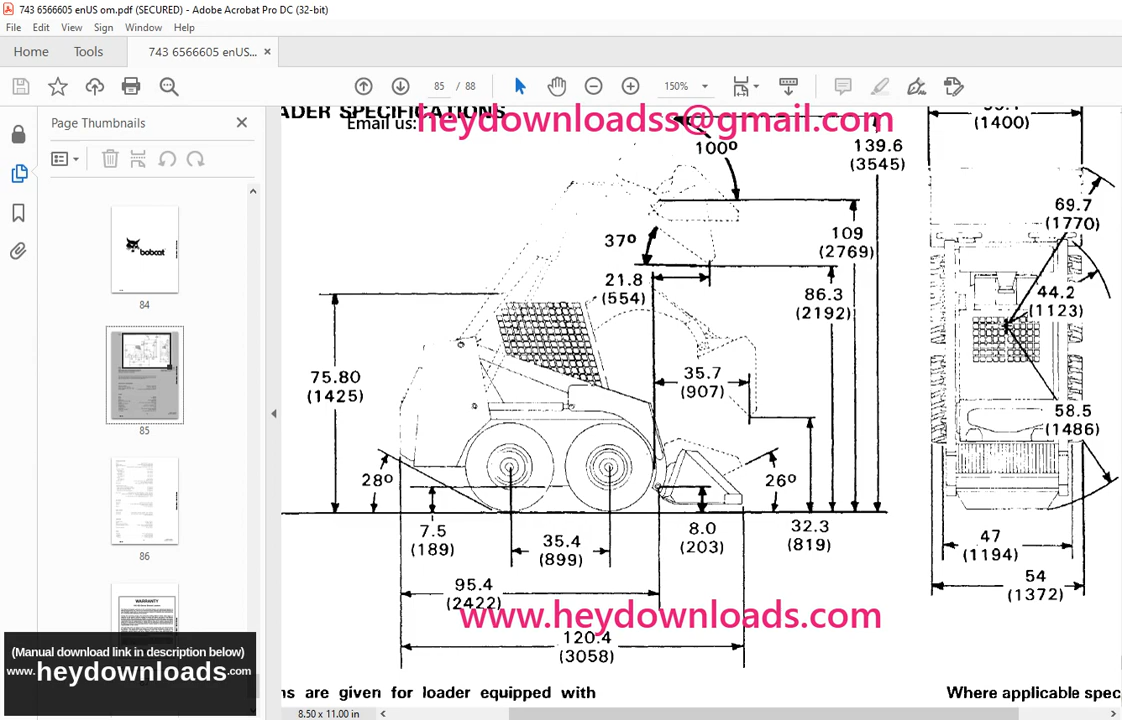 743 6566605 enUS om.pdf (SECURED) - Adobe Acrobat Pro DC (32-bit)
File Edit View Sign Window Help
Home Tools 743 6566605 enUS... ×
85 / 88 150%
Page Thumbnails
bobcat
84
85
86
WARRANTY
(Manual download link in description below)
www.heydownloads.com
ADER SPECIFICATIONS
Email us: heydownloadss@gmail.com
100º
139.6
(3545)
37º
109
(2769)
21.8
(554)
86.3
(2192)
75.80
(1425)
35.7
(907)
28º
26º
7.5
(189)
35.4
(899)
8.0
(203)
32.3
(819)
95.4
(2422)
www.heydownloads.com
120.4
(3058)
(1400)
69.7
(1770)
44.2
(1123)
58.5
(1486)
47
(1194)
54
(1372)
ns are given for loader equipped with
Where applicable spec
8.50 x 11.00 in